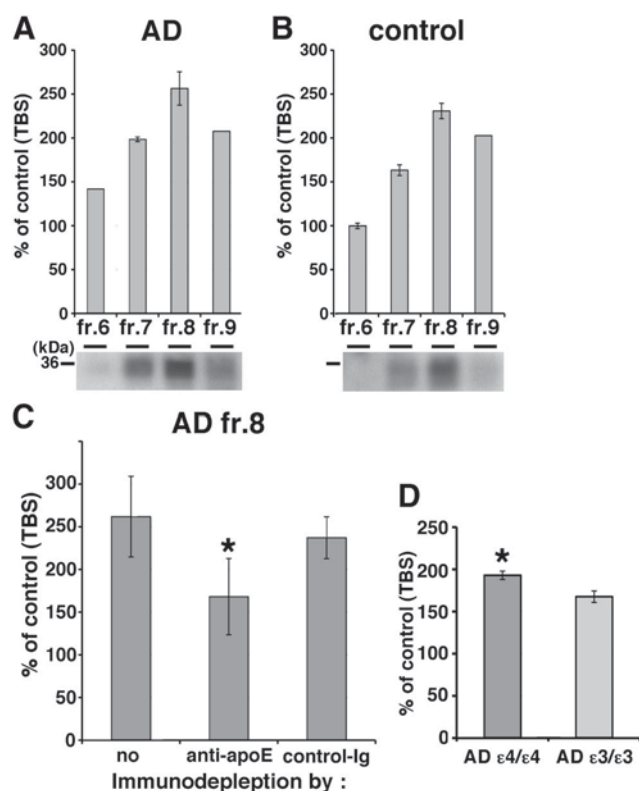 A AD
% of control (TBS)
300
250
200
150
100
50
0
fr.6 fr.7 fr.8 fr.9
(kDa)
36
B control
% of control (TBS)
300
250
200
150
100
50
0
fr.6 fr.7 fr.8 fr.9
C AD fr.8
% of control (TBS)
300
250
200
150
100
50
0
*
no anti-apoE control-Ig
Immunodepletion by :
D
% of control (TBS)
250
200
150
100
50
0
*
AD ε4/ε4 AD ε3/ε3